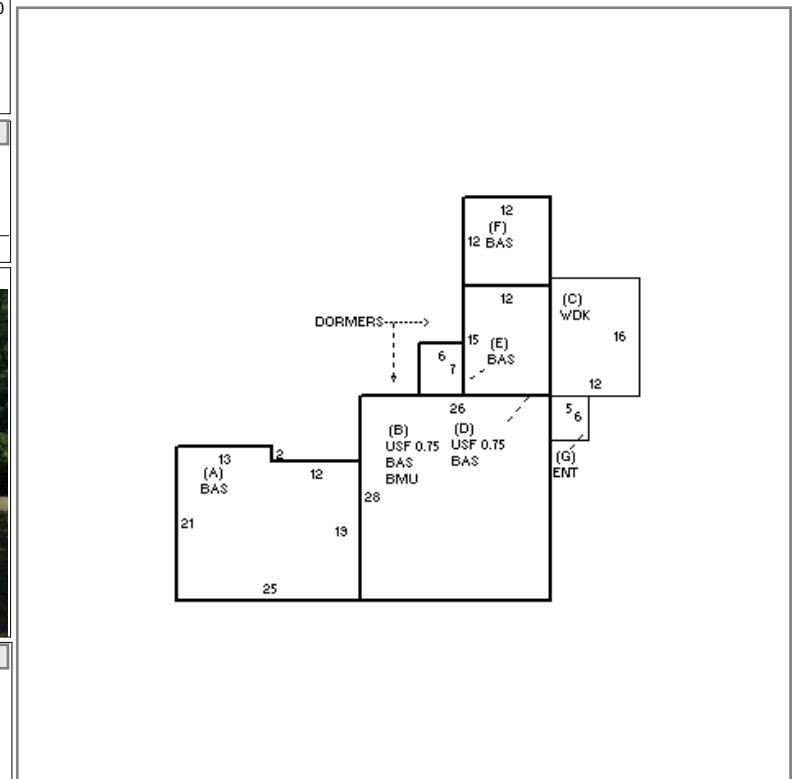 12
(F)
12 BAS
12
(C)
WDK
DORMERS
15
(E)
BAS
16
6
7
12
26
5
6
(B)
USF 0.75
BAS
BMU
(D)
USF 0.75
BAS
(G)
ENT
13
2
(A)
BAS
12
28
21
19
25